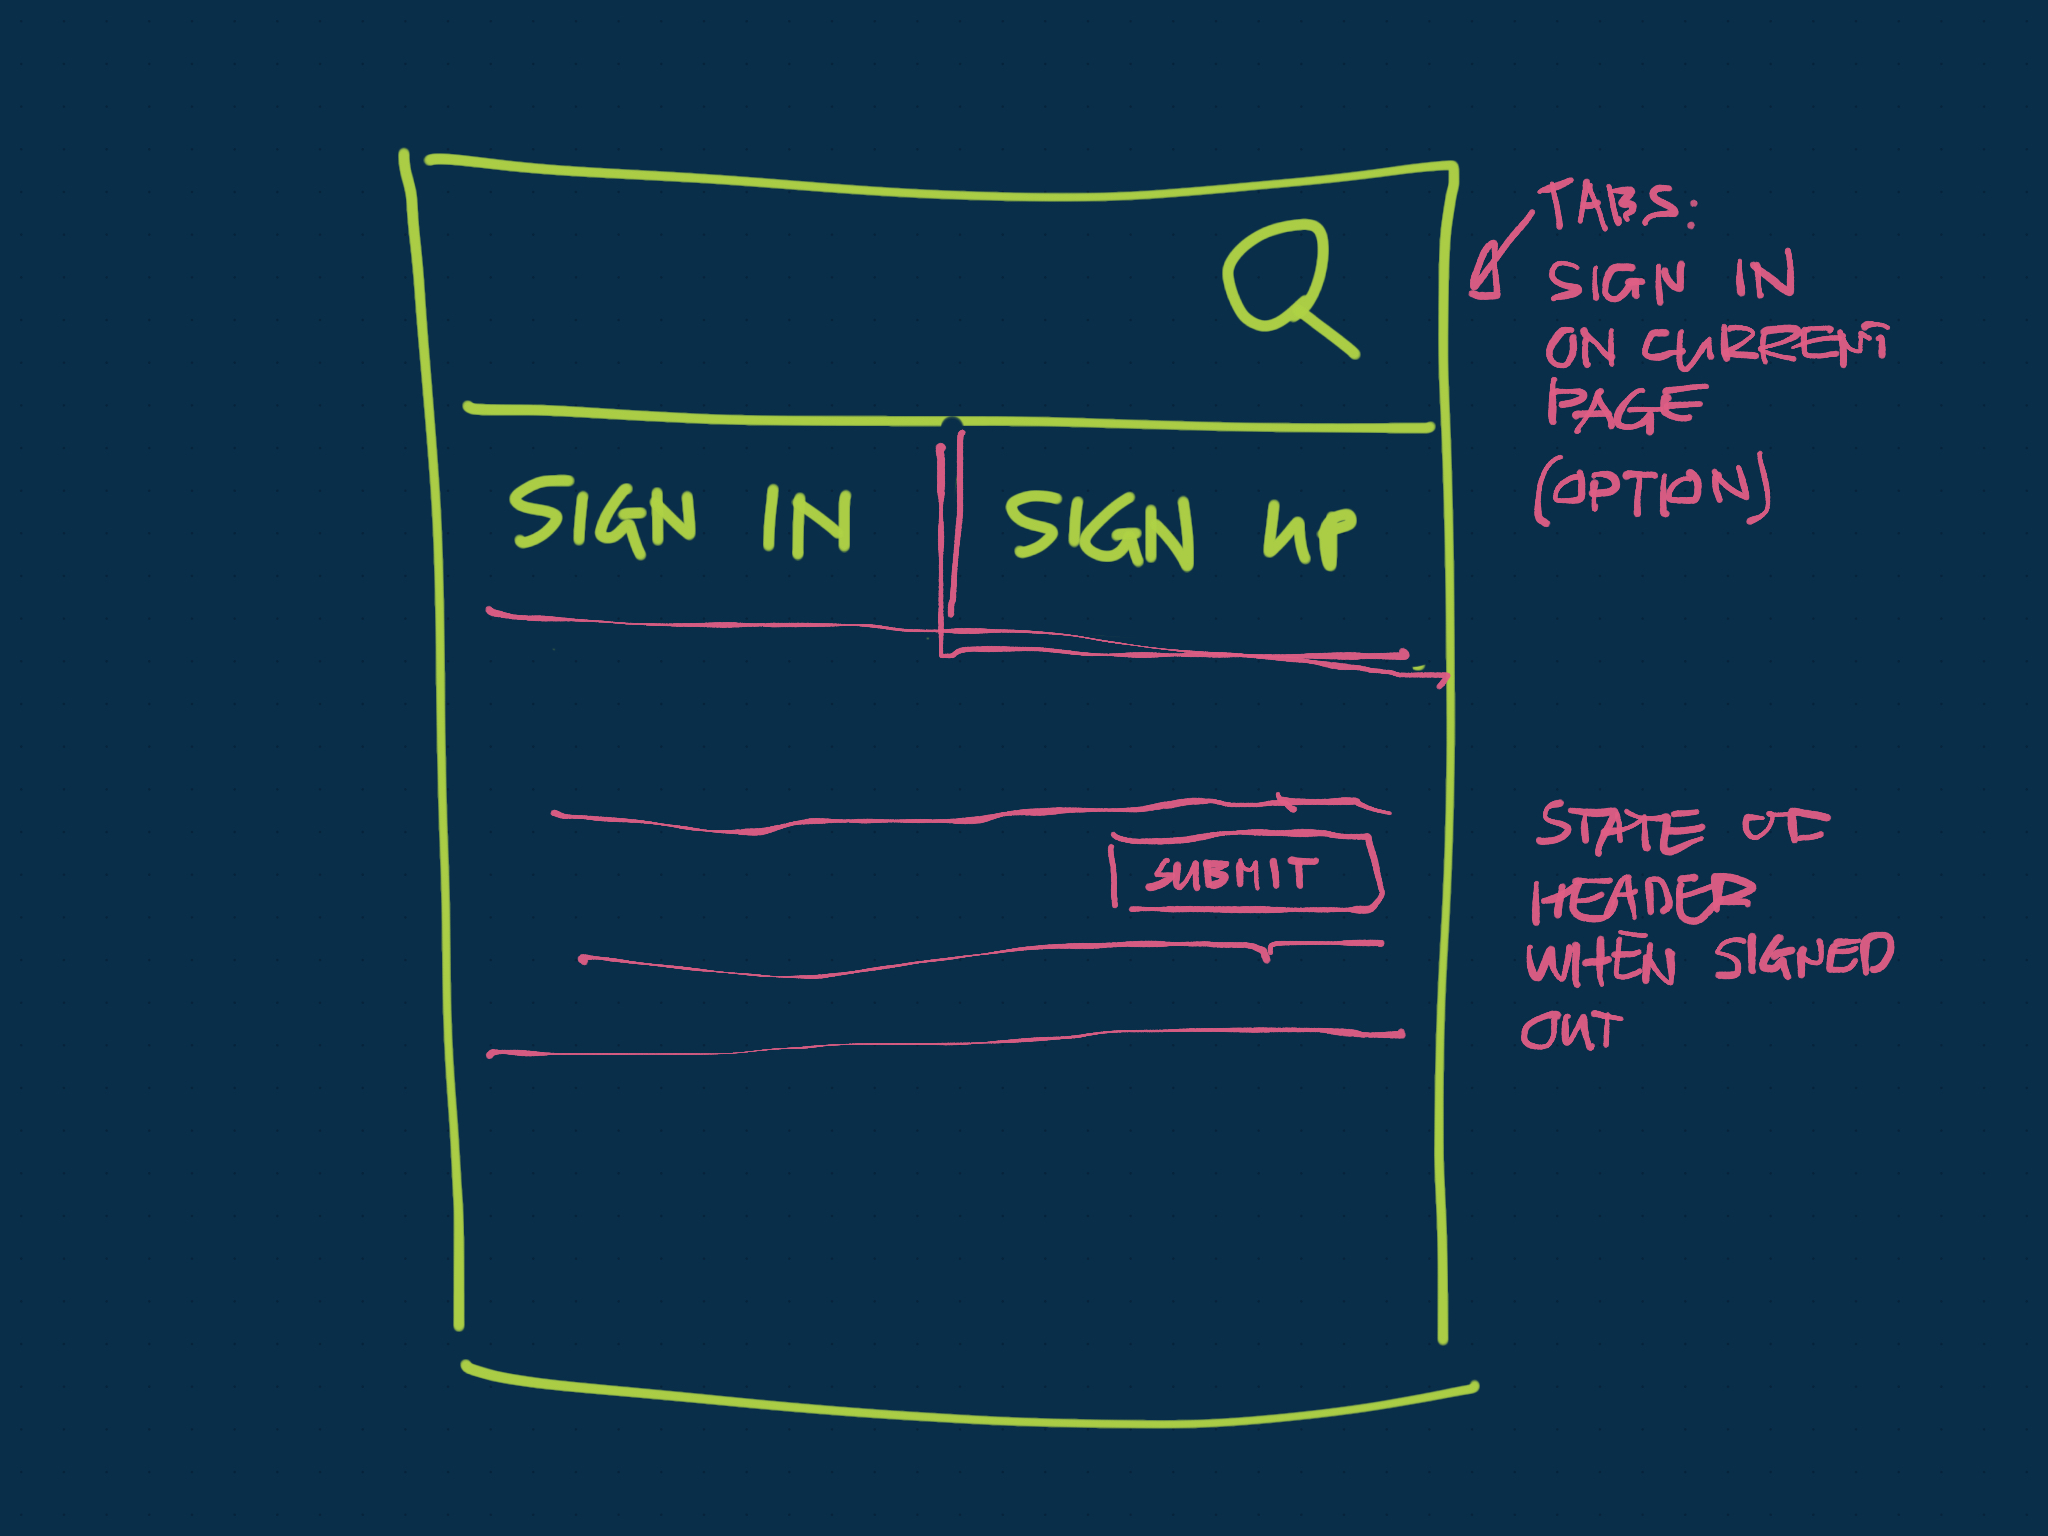 SIGN IN
SIGN UP
SUBMIT
TABS:
SIGN IN
ON CURRENT
PAGE
(OPTION)
STATE OF
HEADER
WHEN SIGNED
OUT